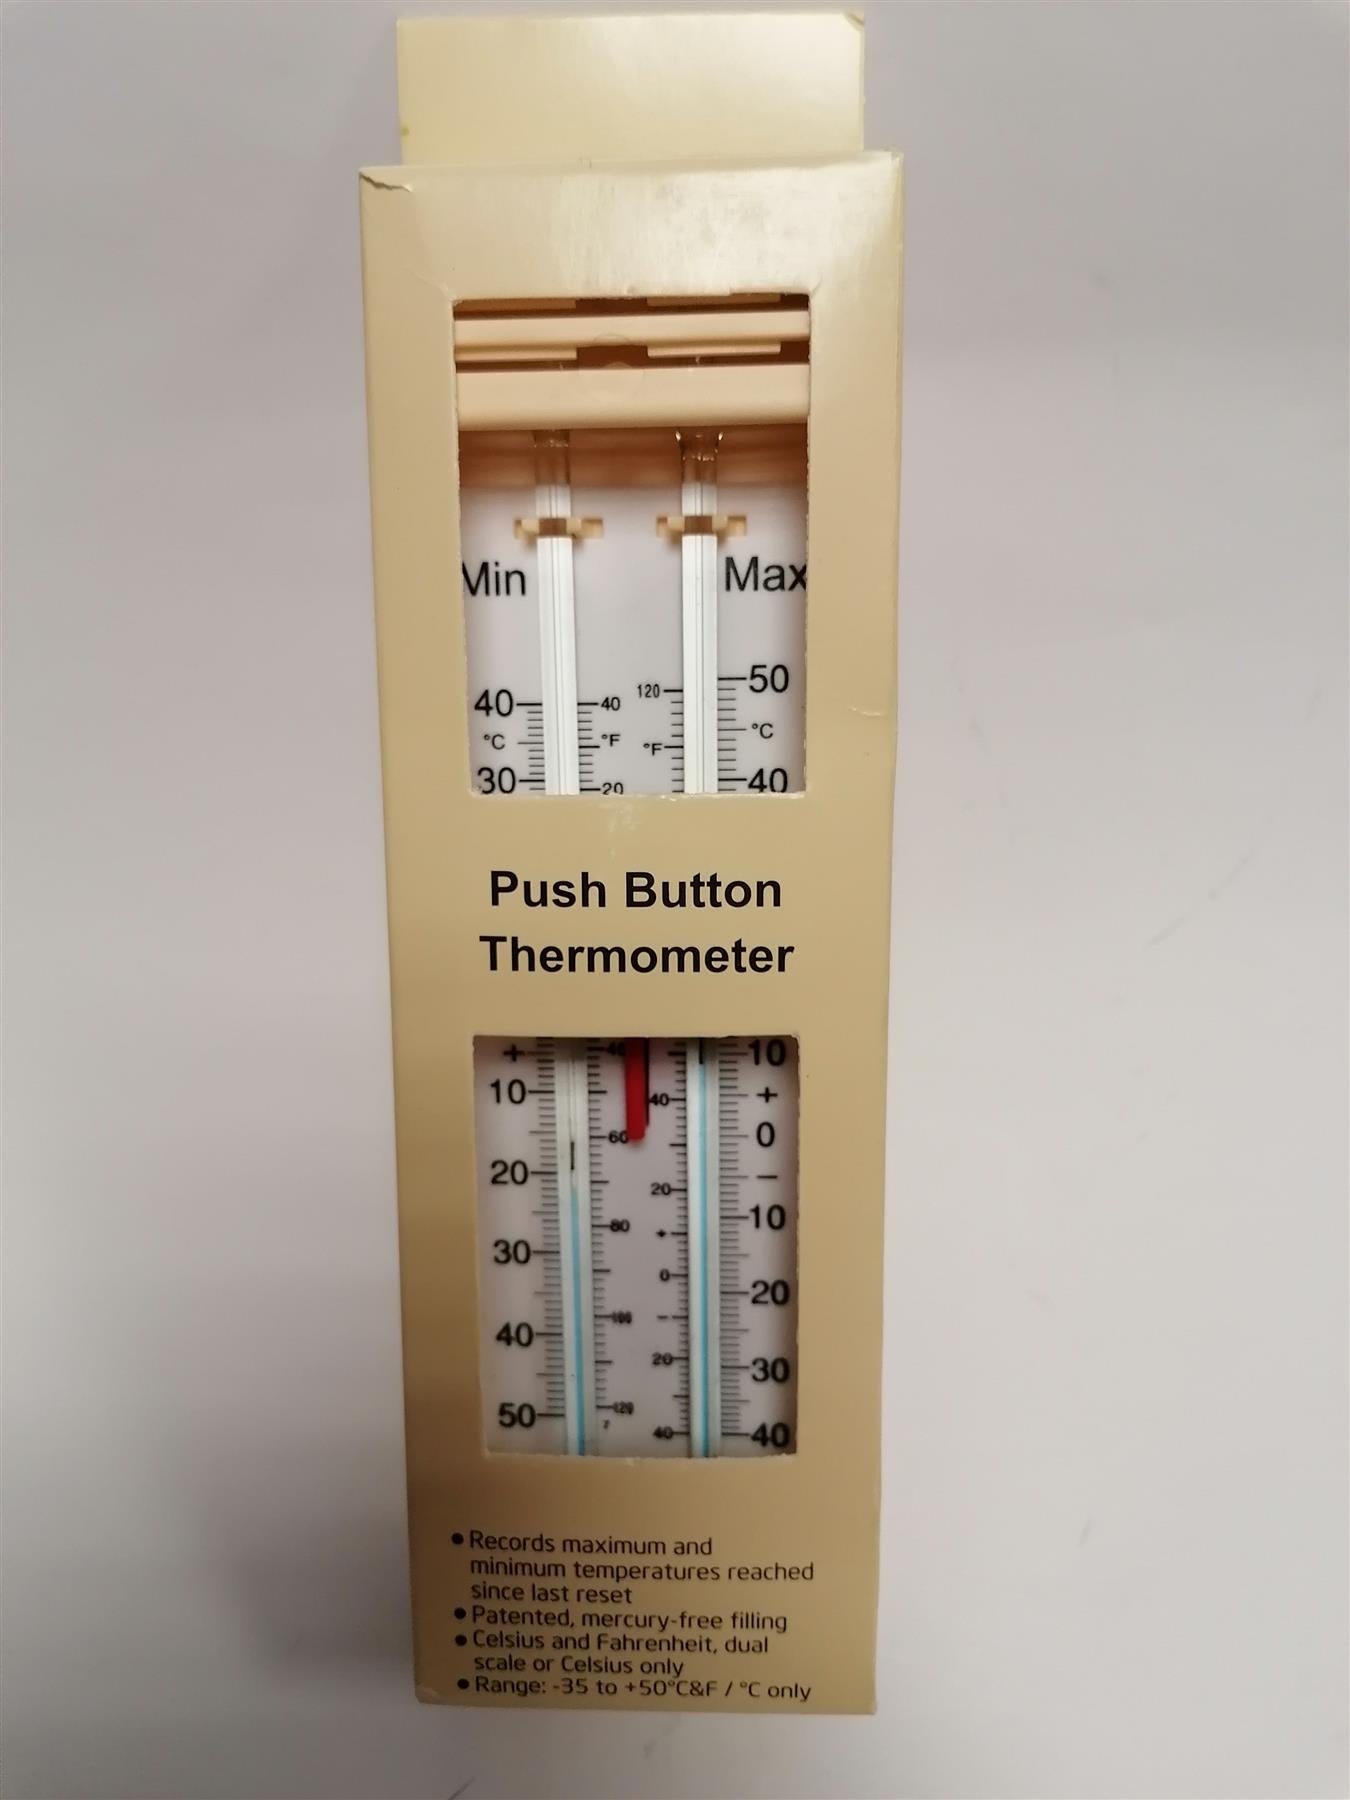 Min Max
120 50
40 40
°C °F °F °C
30 20 40
Push Button
Thermometer
+ 40 10
10 40 +
60 0
20 20 −
80 + 10
30 0 20
100 −
40 20 30
120
50 40 40
• Records maximum and
minimum temperatures reached
since last reset
• Patented, mercury-free filling
• Celsius and Fahrenheit, dual
scale or Celsius only
• Range: -35 to +50°C&F / °C only